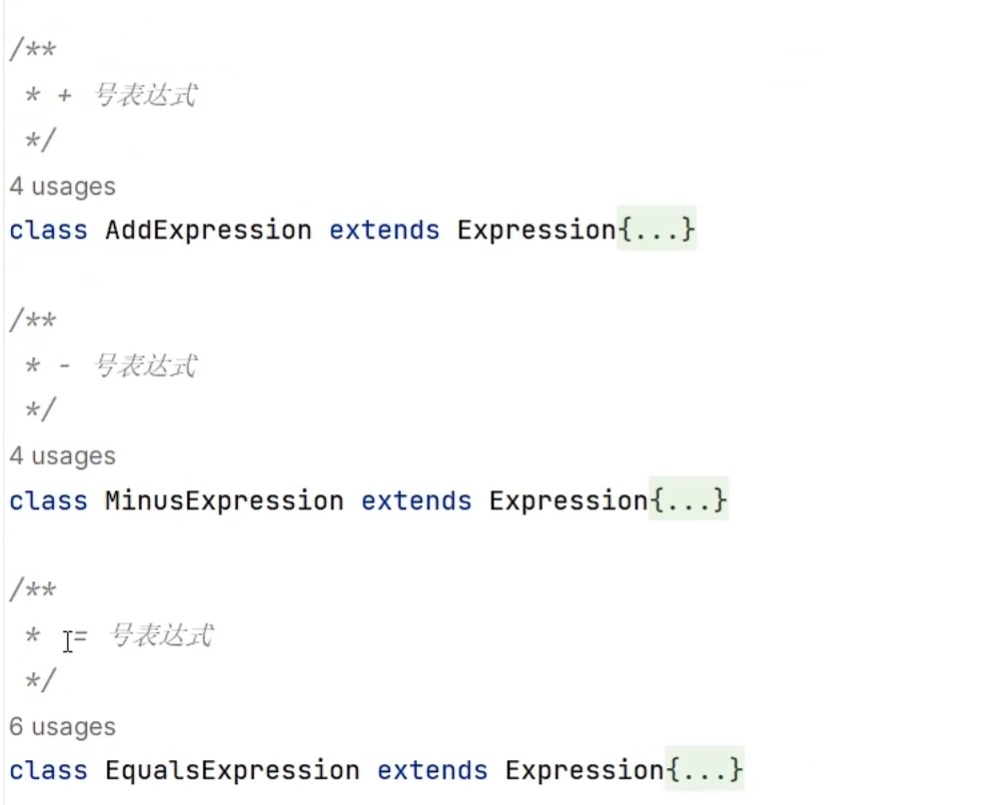 /**
* + 号表达式
*/
4 usages
class AddExpression extends Expression{...}
/**
* - 号表达式
*/
4 usages
class MinusExpression extends Expression{...}
/**
* = 号表达式
*/
6 usages
class EqualsExpression extends Expression{...}